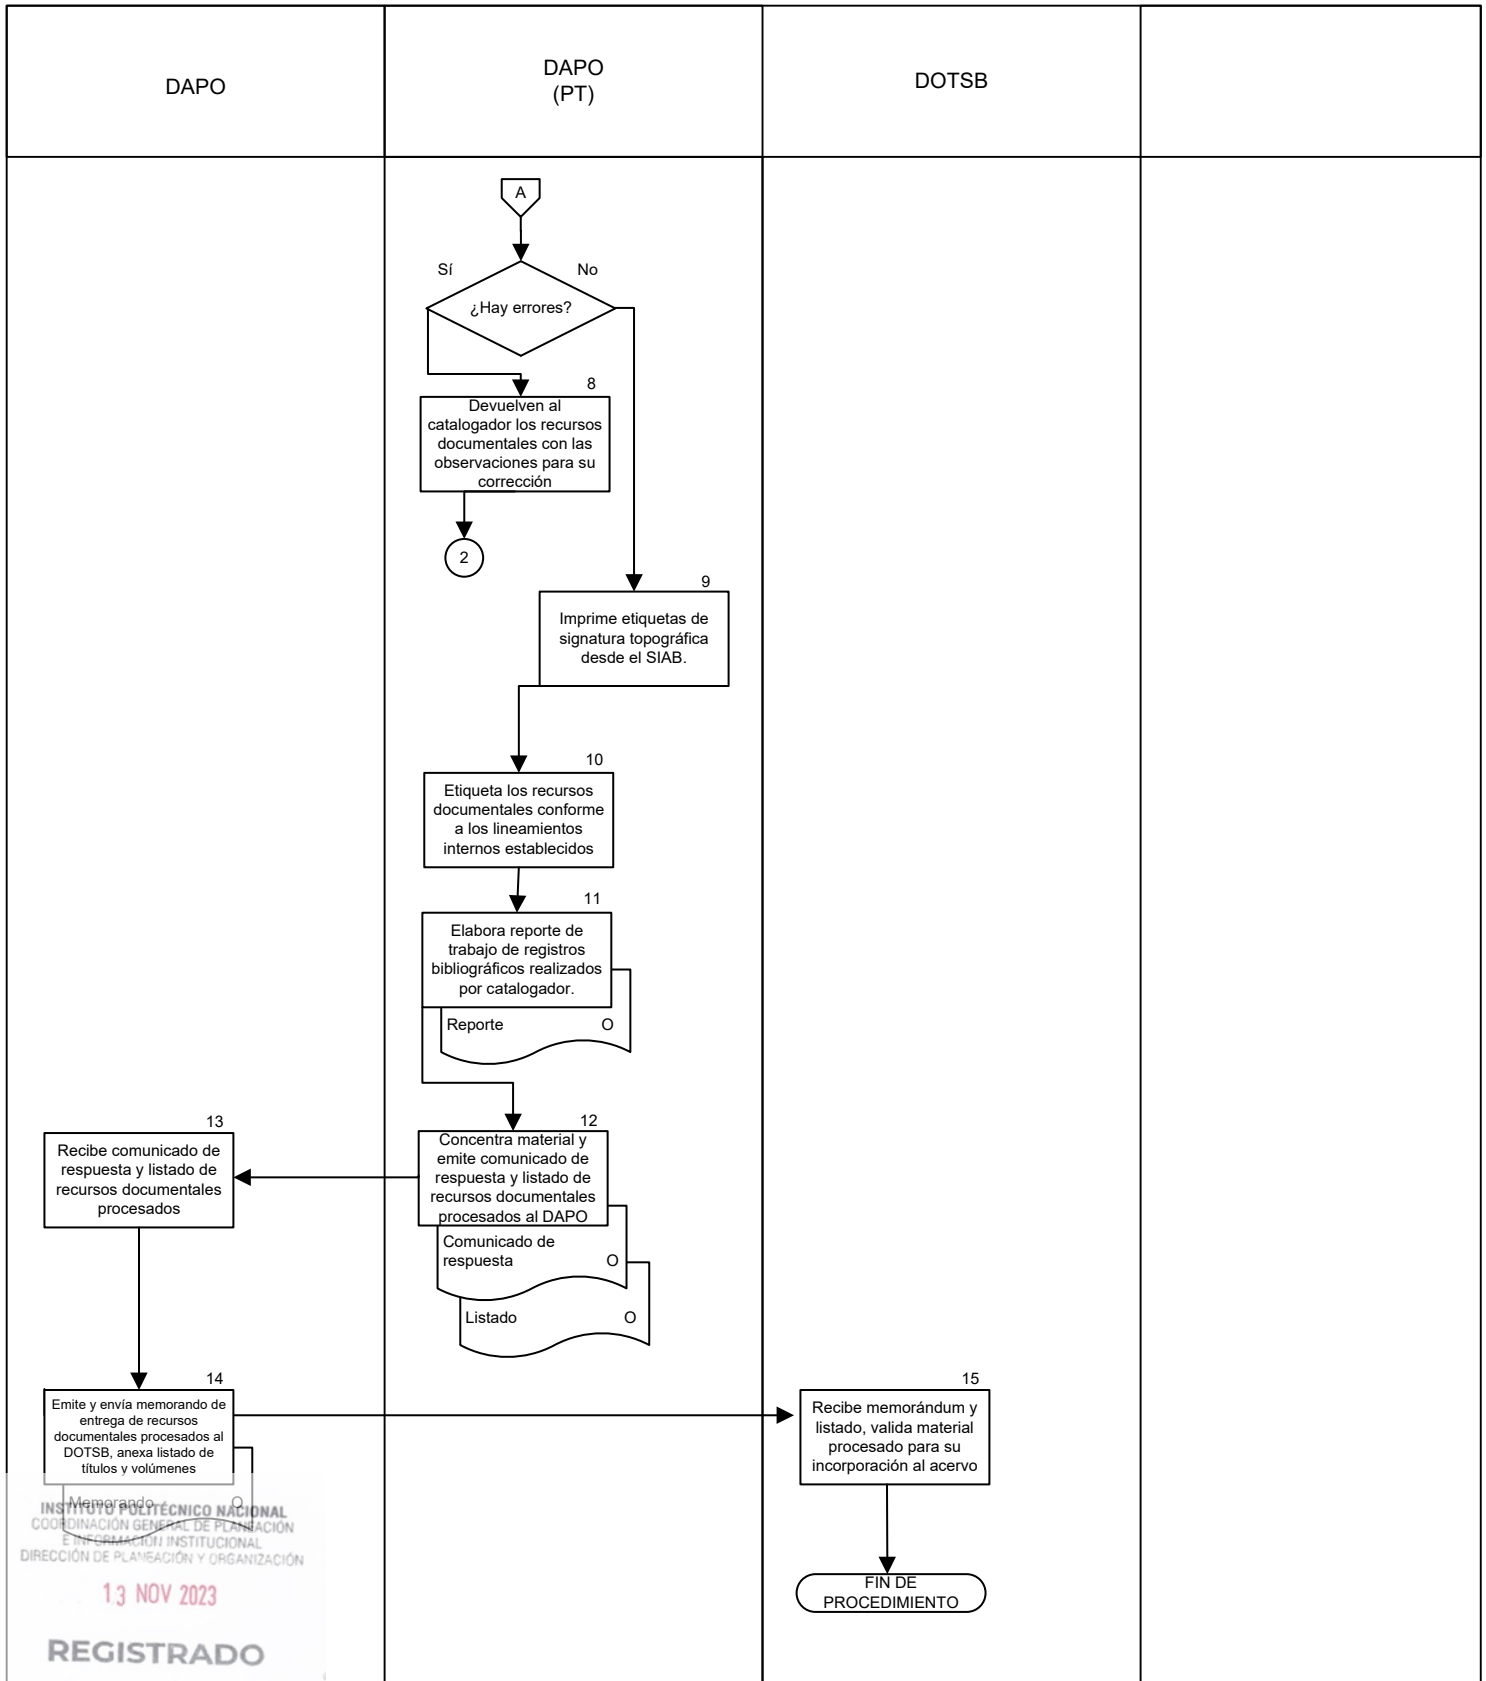 DAPO
DAPO
(PT)
DOTSB
A
Sí
No
¿Hay errores?
8
Devuelven al
catalogador los recursos
documentales con las
observaciones para su
corrección
2
9
Imprime etiquetas de
signatura topográfica
desde el SIAB.
10
Etiqueta los recursos
documentales conforme
a los lineamientos
internos establecidos
11
Elabora reporte de
trabajo de registros
bibliográficos realizados
por catalogador.
Reporte O
12
Concentra material y
emite comunicado de
respuesta y listado de
recursos documentales
procesados al DAPO
Comunicado de
respuesta O
Listado O
13
Recibe comunicado de
respuesta y listado de
recursos documentales
procesados
14
Emite y envía memorando de
entrega de recursos
documentales procesados al
DOTSB, anexa listado de
títulos y volúmenes
Memorando O
15
Recibe memorándum y
listado, valida material
procesado para su
incorporación al acervo
FIN DE
PROCEDIMIENTO
INSTITUTO POLITÉCNICO NACIONAL
COORDINACIÓN GENERAL DE PLANEACIÓN
E INFORMACIÓN INSTITUCIONAL
DIRECCIÓN DE PLANEACIÓN Y ORGANIZACIÓN
13 NOV 2023
REGISTRADO